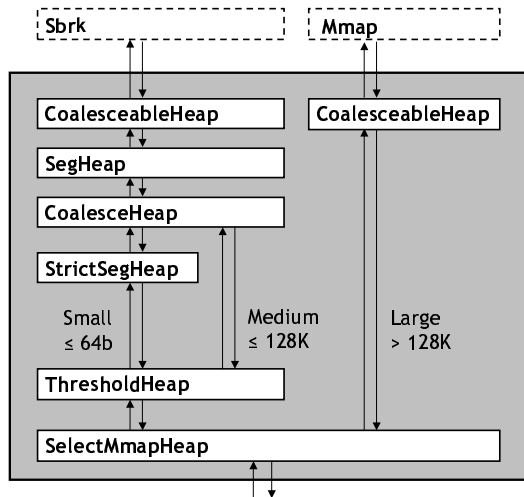 Sbrk
Mmap
CoalesceableHeap
CoalesceableHeap
SegHeap
CoalesceHeap
StrictSegHeap
Small
≤ 64b
Medium
≤ 128K
Large
> 128K
ThresholdHeap
SelectMmapHeap